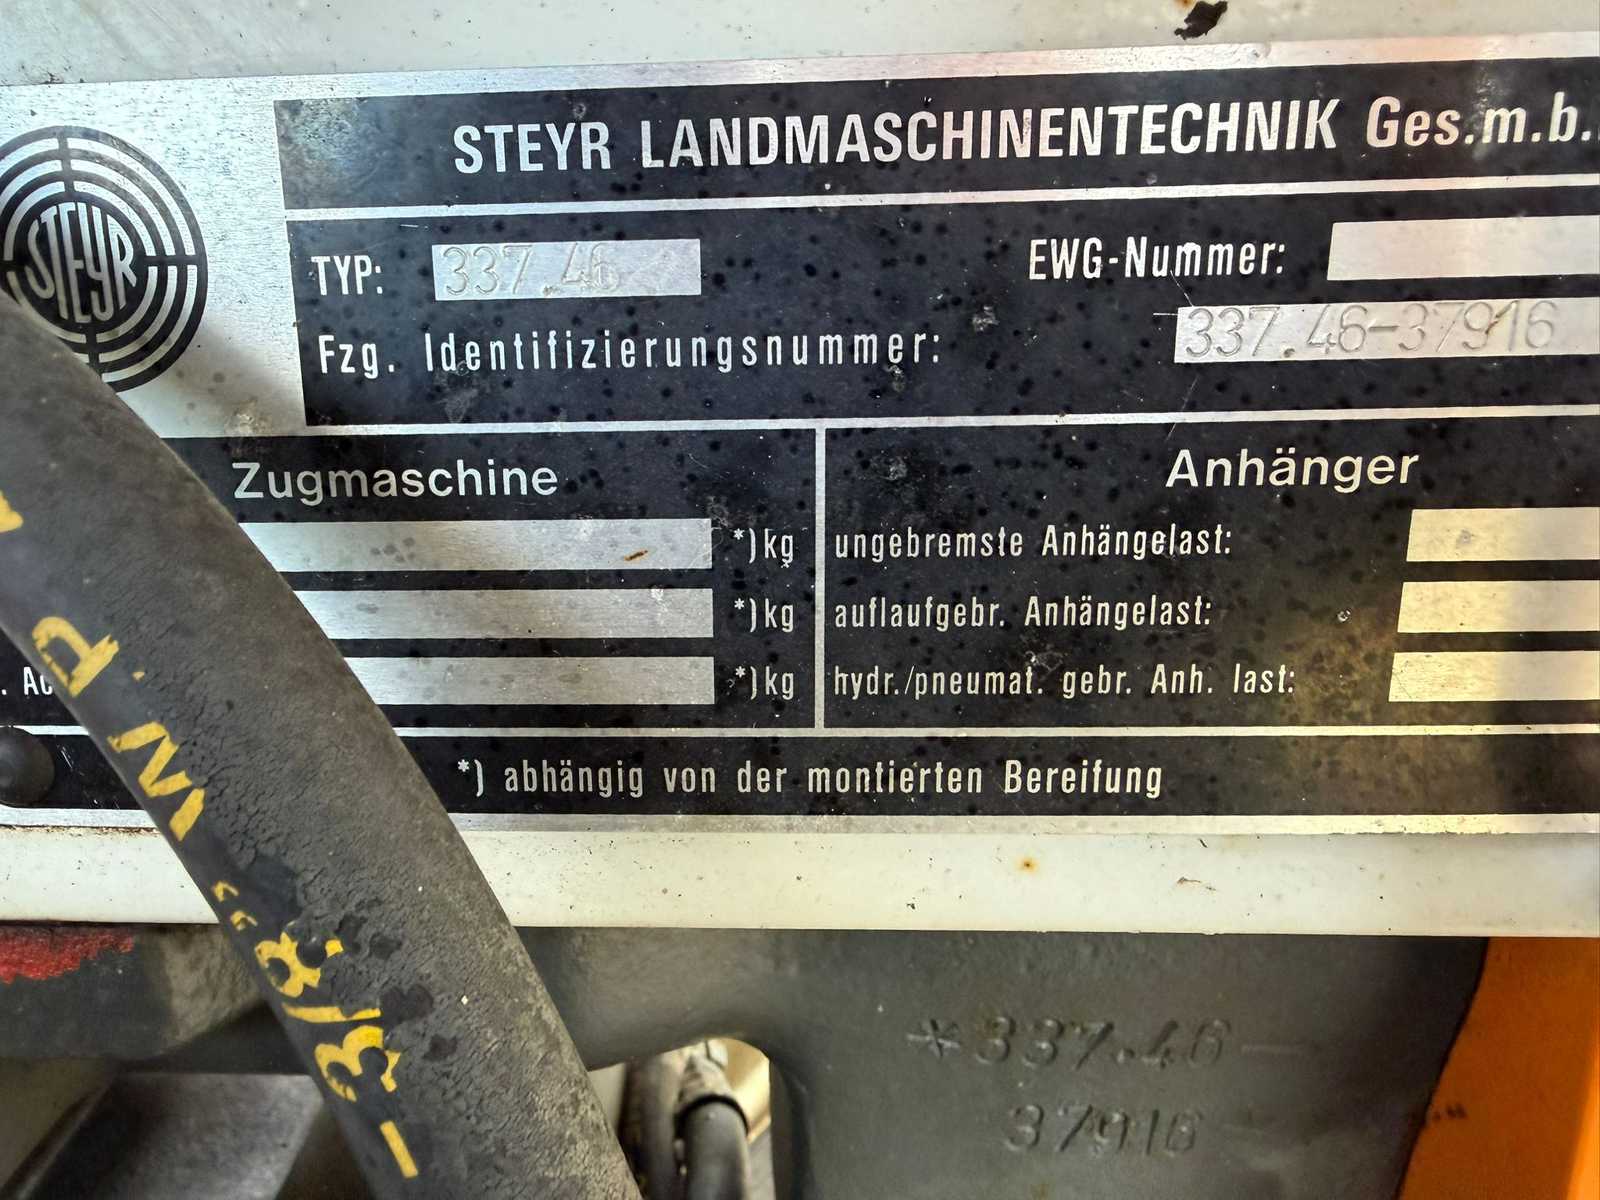 STEYR LANDMASCHINENTECHNIK Ges.m.b.
STEYR
TYP: 337.46
EWG-Nummer:
Fzg. Identifizierungsnummer: 337.46-37916
Zugmaschine
Anhänger
*) kg
ungebremste Anhängelast:
*) kg
auflaufgebr. Anhängelast:
*) kg
hydr./pneumat. gebr. Anh. last:
*) abhängig von der montierten Bereifung
-3/8"
*337.46
37916